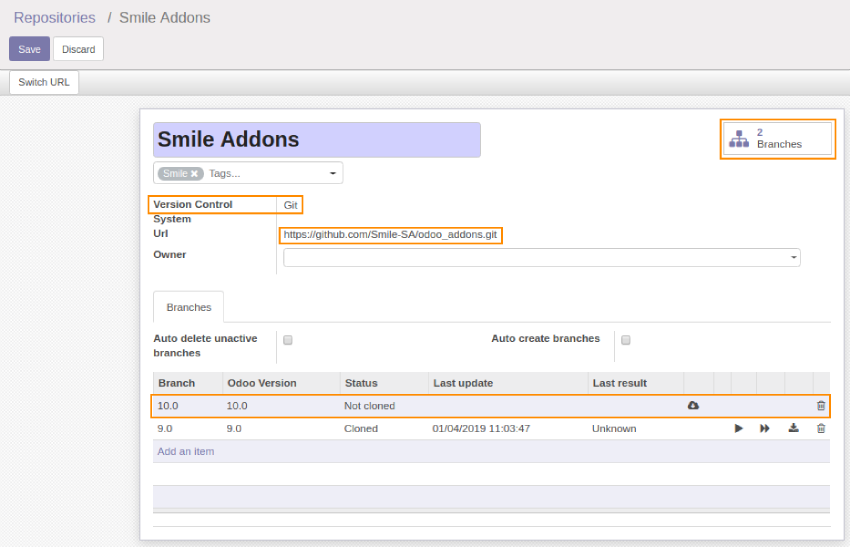 Repositories / Smile Addons
Save Discard
Switch URL
Smile Addons
2
Branches
Smile Tags...
Version Control
System
Git
Url
https://github.com/Smile-SA/odoo_addons.git
Owner
Branches
Auto delete unactive
branches
Auto create branches
Branch Odoo Version Status Last update Last result
10.0 10.0 Not cloned
9.0 9.0 Cloned 01/04/2019 11:03:47 Unknown
Add an item